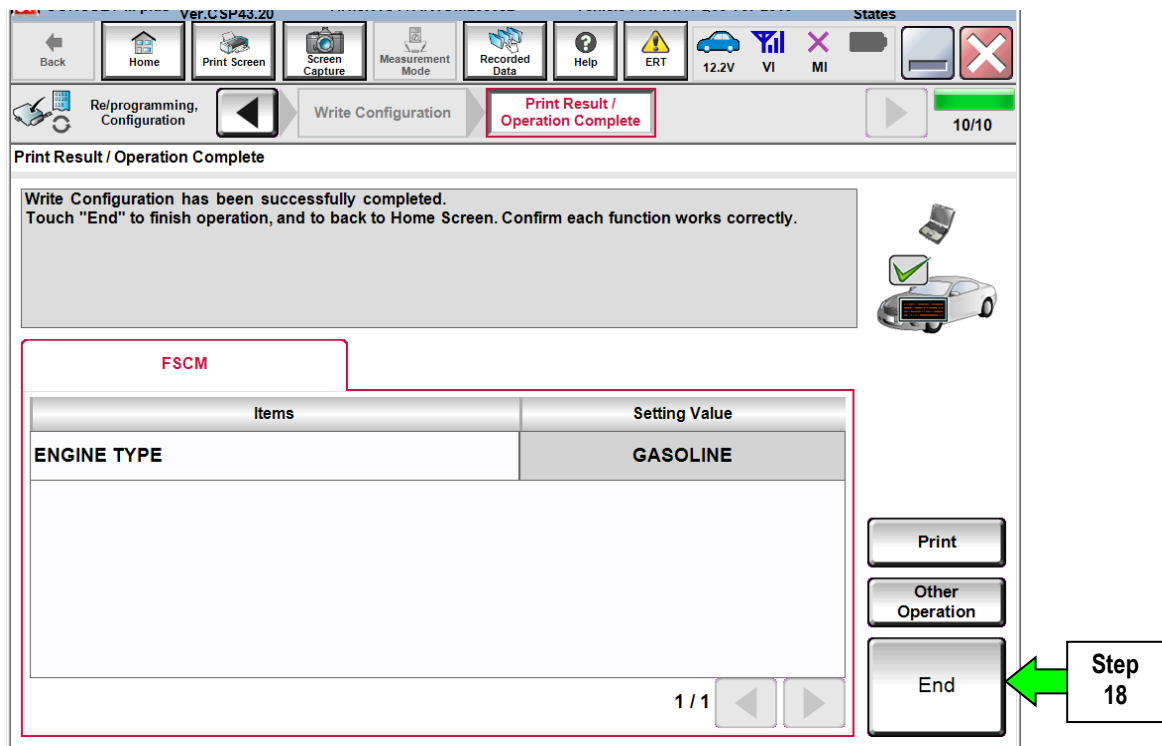 Ver.CSP43.20
States
Back
Home
Print Screen
Screen
Capture
Measurement
Mode
Recorded
Data
Help
ERT
12.2V
VI
MI
Re/programming,
Configuration
Write Configuration
Print Result /
Operation Complete
10/10
Print Result / Operation Complete
Write Configuration has been successfully completed.
Touch "End" to finish operation, and to back to Home Screen. Confirm each function works correctly.
FSCM
Items
Setting Value
ENGINE TYPE
GASOLINE
Print
Other
Operation
End
Step
18
1 / 1